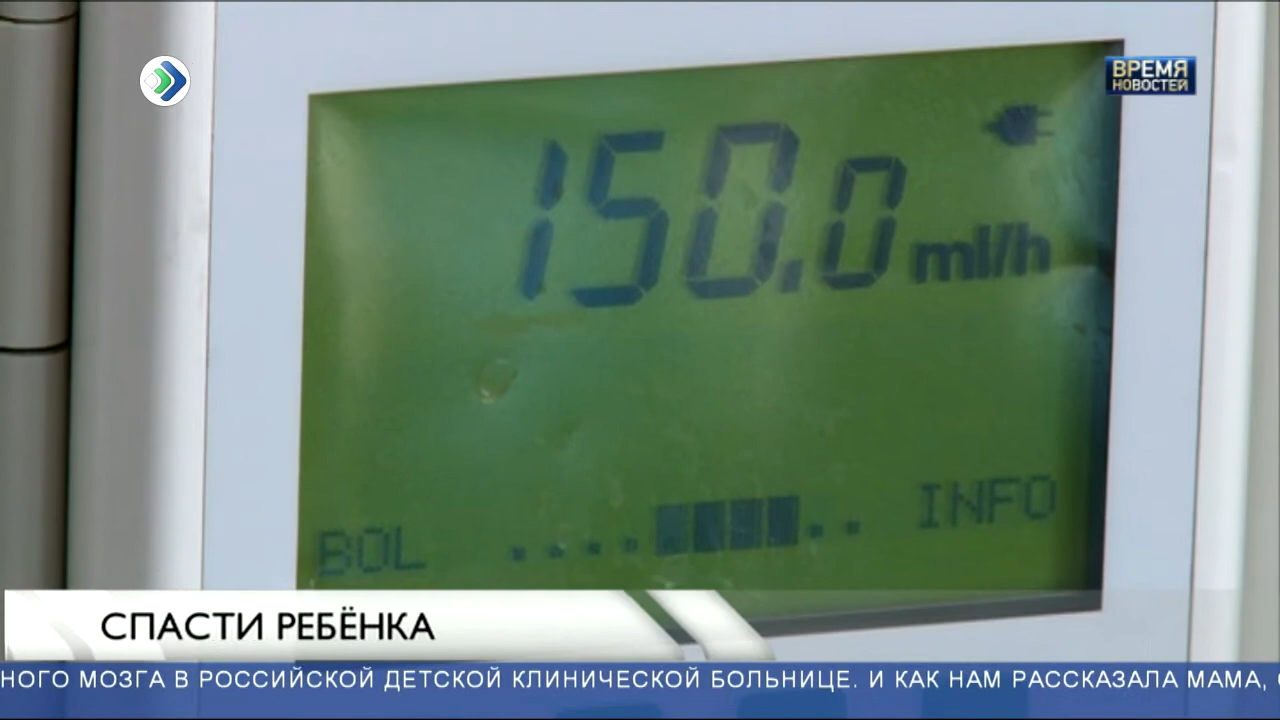 ВРЕМЯ
НОВОСТЕЙ
150.0 ml/h
BOL INFO
СПАСТИ РЕБЁНКА
НОГО МОЗГА В РОССИЙСКОЙ ДЕТСКОЙ КЛИНИЧЕСКОЙ БОЛЬНИЦЕ. И КАК НАМ РАССКАЗАЛА МАМА,